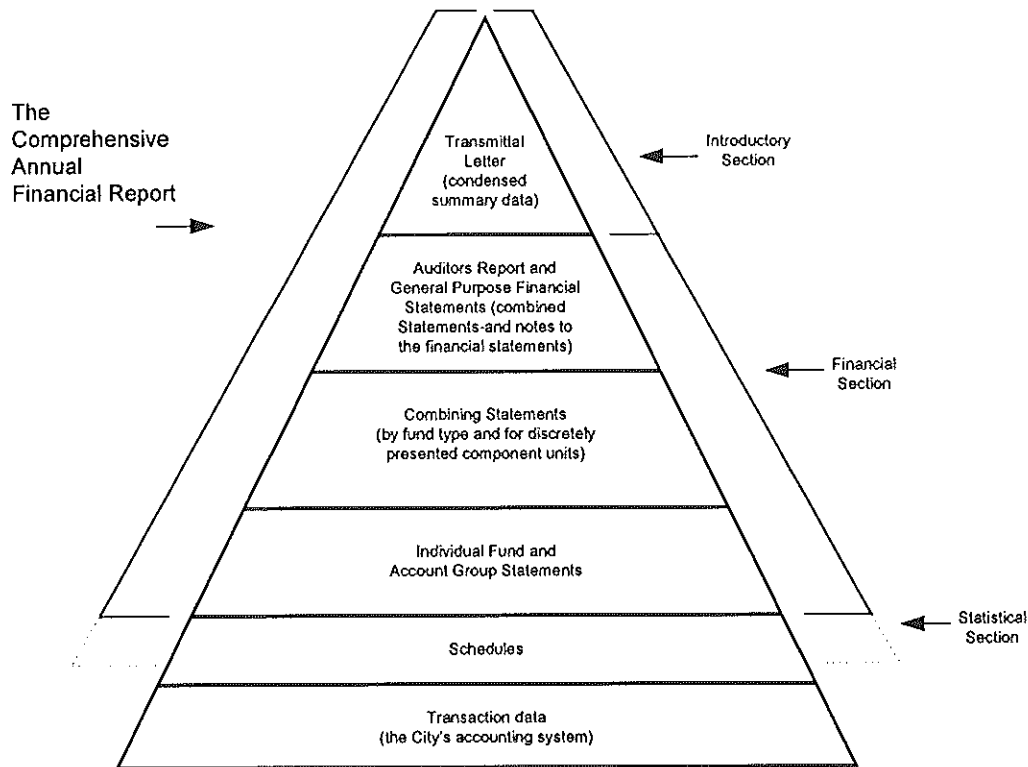 The
Comprehensive
Annual
Financial Report
Transmittal
Letter
(condensed
summary data)
Introductory
Section
Auditors Report and
General Purpose Financial
Statements (combined
Statements-and notes to
the financial statements)
Financial
Section
Combining Statements
(by fund type and for discretely
presented component units)
Individual Fund and
Account Group Statements
Statistical
Section
Schedules
Transaction data
(the City's accounting system)